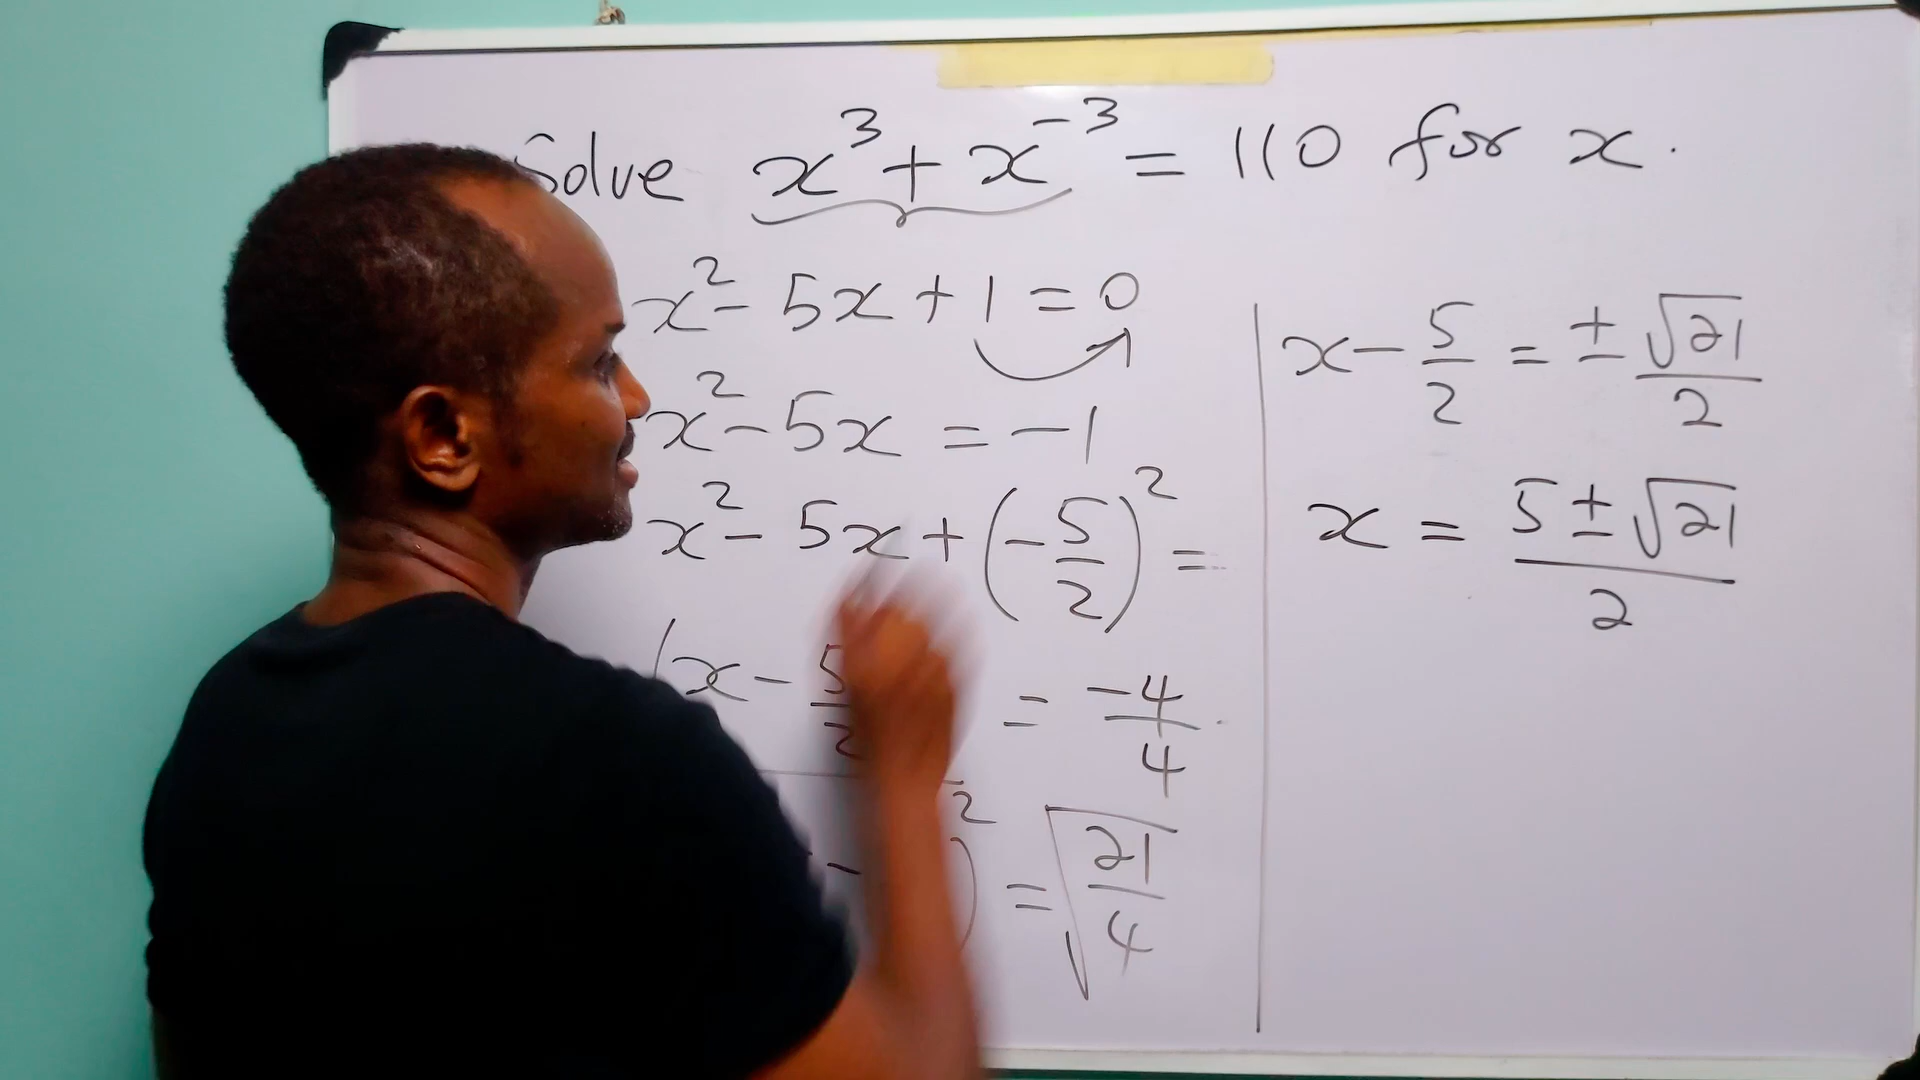 Solve x³ + x⁻³ = 110 for x.
x² - 5x + 1 = 0
x² - 5x = -1
x² - 5x + (-5/2)² =
(x - 5/2 = -4/4
-)² = √21/4
x - 5/2 = ± √21/2
x = 5 ± √21/2